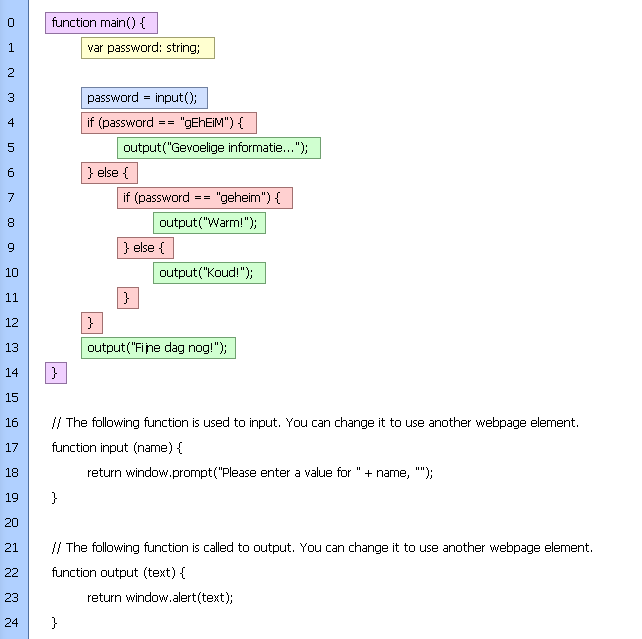 0 function main() {
1 var password: string;
2
3 password = input();
4 if (password == "gEhEiM") {
5 output("Gevoelige informatie...");
6 } else {
7 if (password == "geheim") {
8 output("Warm!");
9 } else {
10 output("Koud!");
11 }
12 }
13 output("Fijne dag nog!");
14 }
15
16 // The following function is used to input. You can change it to use another webpage element.
17 function input (name) {
18 return window.prompt("Please enter a value for " + name, "");
19 }
20
21 // The following function is called to output. You can change it to use another webpage element.
22 function output (text) {
23 return window.alert(text);
24 }